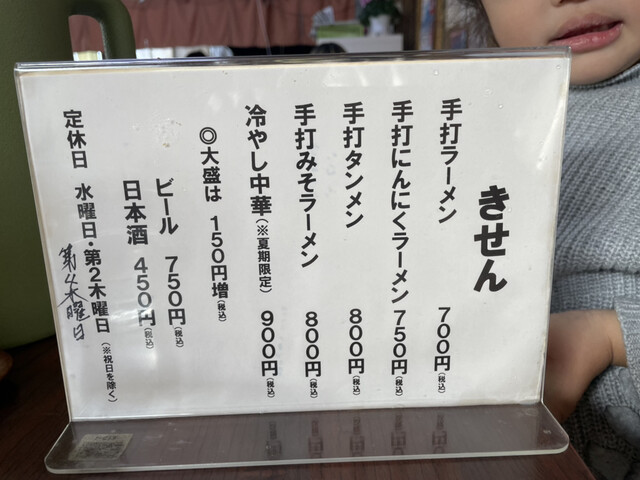 きせん
手打ラーメン 700円(税込)
手打にんにくラーメン 750円(税込)
手打タンメン 800円(税込)
手打みそラーメン 800円(税込)
冷やし中華(※夏期限定) 900円(税込)
◎大盛は 150円増(税込)
ビール 750円(税込)
日本酒 450円(税込)
定休日 水曜日・第2木曜日(※祝日を除く)
第4木曜日